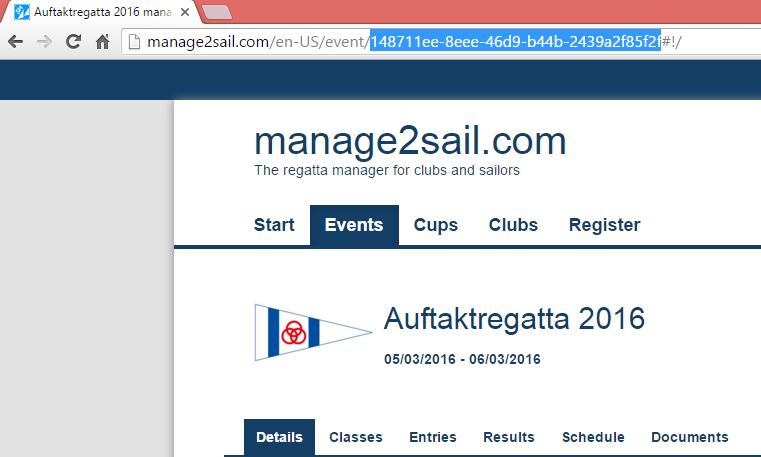 Auftaktregatta 2016 mana
manage2sail.com/en-US/event/148711ee-8eee-46d9-b44b-2439a2f85f2f#!/
manage2sail.com
The regatta manager for clubs and sailors
Start Events Cups Clubs Register
Auftaktregatta 2016
05/03/2016 - 06/03/2016
Details Classes Entries Results Schedule Documents